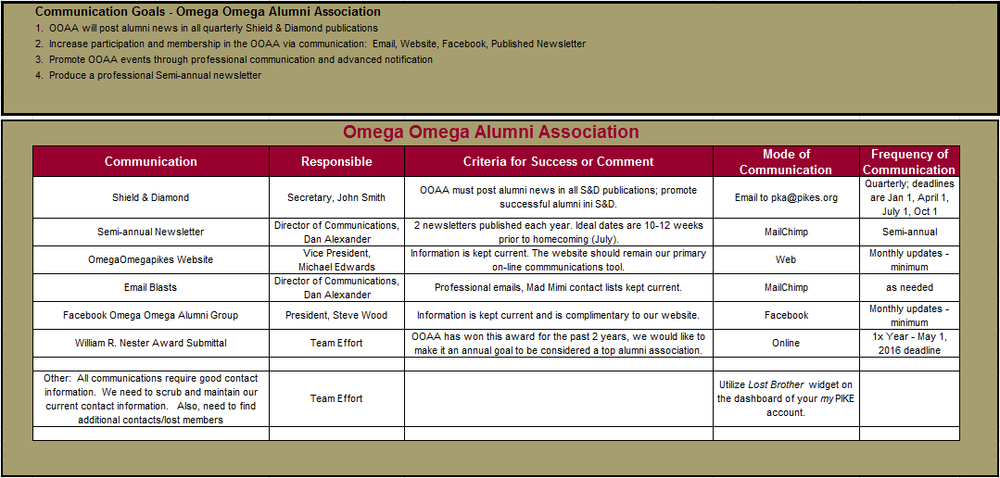 Communication Goals - Omega Omega Alumni Association
1. OOAA will post alumni news in all quarterly Shield & Diamond publications
2. Increase participation and membership in the OOAA via communication: Email, Website, Facebook, Published Newsletter
3. Promote OOAA events through professional communication and advanced notification
4. Produce a professional Semi-annual newsletter
Omega Omega Alumni Association
Communication
Responsible
Criteria for Success or Comment
Mode of
Communication
Frequency of
Communication
Shield & Diamond
Secretary, John Smith
OOAA must post alumni news in all S&D publications; promote
successful alumni ini S&D.
Email to pka@pikes.org
Quarterly; deadlines
are Jan 1, April 1,
July 1, Oct 1
Semi-annual Newsletter
Director of Communications,
Dan Alexander
2 newsletters published each year. Ideal dates are 10-12 weeks
prior to homecoming (July).
MailChimp
Semi-annual
OmegaOmegapikes Website
Vice President,
Michael Edwards
Information is kept current. The website should remain our primary
on-line commmunications tool.
Web
Monthly updates -
minimum
Email Blasts
Director of Communications,
Dan Alexander
Professional emails, Mad Mimi contact lists kept current.
MailChimp
as needed
Facebook Omega Omega Alumni Group
President, Steve Wood
Information is kept current and is complimentary to our website.
Facebook
Monthly updates -
minimum
William R. Nester Award Submittal
Team Effort
OOAA has won this award for the past 2 years, we would like to
make it an annual goal to be considered a top alumni association.
Online
1x Year - May 1,
2016 deadline
Other: All communications require good contact
information. We need to scrub and maintain our
current contact information. Also, need to find
additional contacts/lost members
Team Effort
Utilize Lost Brother widget on
the dashboard of your myPIKE
account.